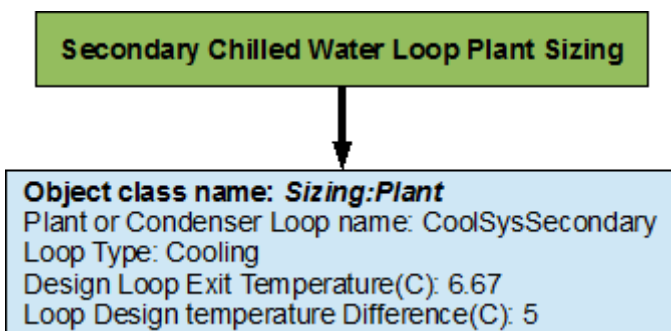 Secondary Chilled Water Loop Plant Sizing
Object class name: Sizing:Plant
Plant or Condenser Loop name: CoolSysSecondary
Loop Type: Cooling
Design Loop Exit Temperature(C): 6.67
Loop Design temperature Difference(C): 5